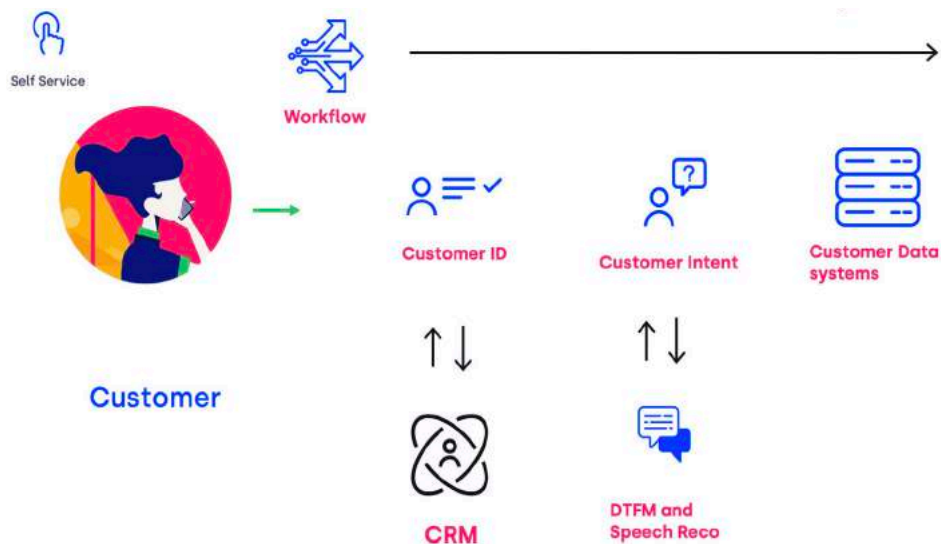 Self Service
Workflow
Customer ID
Customer Intent
?
Customer Data
systems
Customer
CRM
DTFM and
Speech Reco